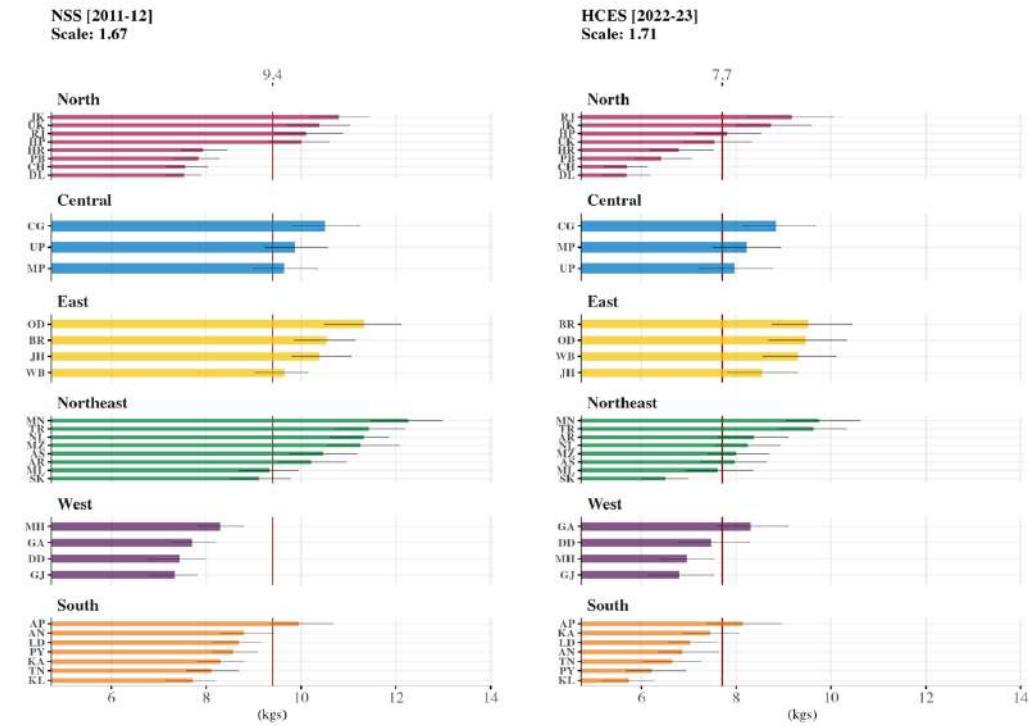 NSS [2011-12]
Scale: 1.67
9.4
North
JK
UK
RJ
HP
HR
PB
CH
DL
Central
CG
UP
MP
East
OD
BR
JH
WB
Northeast
MN
TR
NL
MZ
AS
AR
ML
SK
West
MH
GA
DD
GJ
South
AP
AN
LD
PY
KA
TN
KL
6 8 10 12 14
(kgs)
HCES [2022-23]
Scale: 1.71
7.7
North
RJ
JK
HP
UK
HR
PB
CH
DL
Central
CG
MP
UP
East
BR
OD
WB
JH
Northeast
MN
TR
AR
NL
MZ
AS
ML
SK
West
GA
DD
MH
GJ
South
AP
KA
LD
AN
TN
PY
KL
6 8 10 12 14
(kgs)